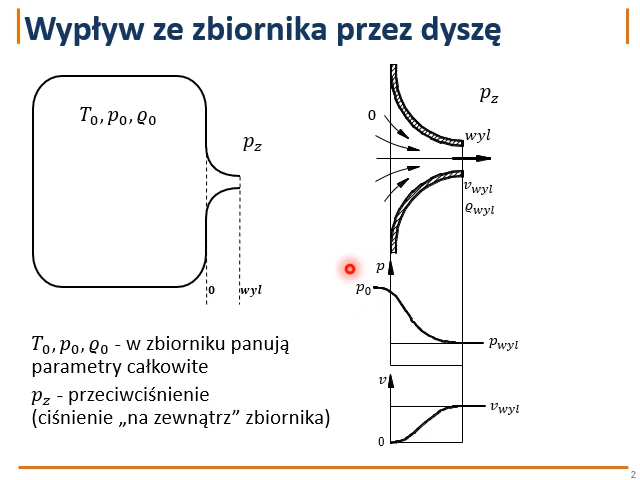 Wypływ ze zbiornika przez dyszę
T₀, p₀, ϱ₀
p_z
0
wyl
T₀, p₀, ϱ₀ - w zbiorniku panują
parametry całkowite
p_z - przeciwciśnienie
(ciśnienie „na zewnątrz” zbiornika)
p_z
0
wyl
v_wyl
ϱ_wyl
p
p₀
p_wyl
v
v_wyl
0
2